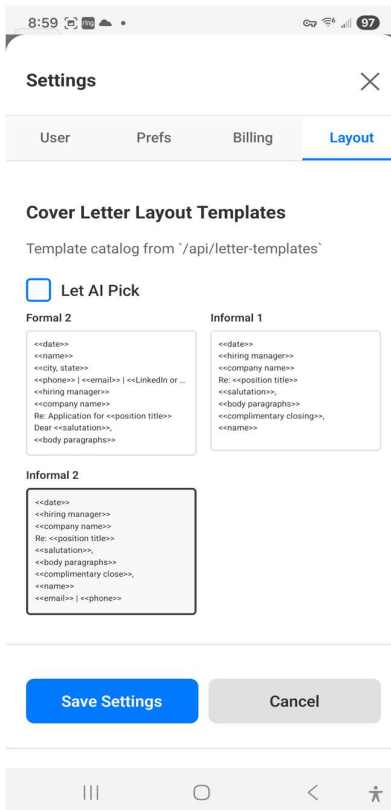 8:59 ring 97
Settings
User Prefs Billing Layout
Cover Letter Layout Templates
Template catalog from `/api/letter-templates`
Let AI Pick
Formal 2
<<date>>
<<name>>
<<city, state>>
<<phone>> | <<email>> | <<LinkedIn or ...
<<hiring manager>>
<<company name>>
Re: Application for <<position title>>
Dear <<salutation>>,
<<body paragraphs>>
Informal 1
<<date>>
<<hiring manager>>
<<company name>>
Re: <<position title>>
<<salutation>>,
<<body paragraphs>>
<<complimentary closing>>,
<<name>>
Informal 2
<<date>>
<<hiring manager>>
<<company name>>
Re: <<position title>>
<<salutation>>,
<<body paragraphs>>
<<complimentary close>>,
<<name>>
<<email>> | <<phone>>
Save Settings Cancel